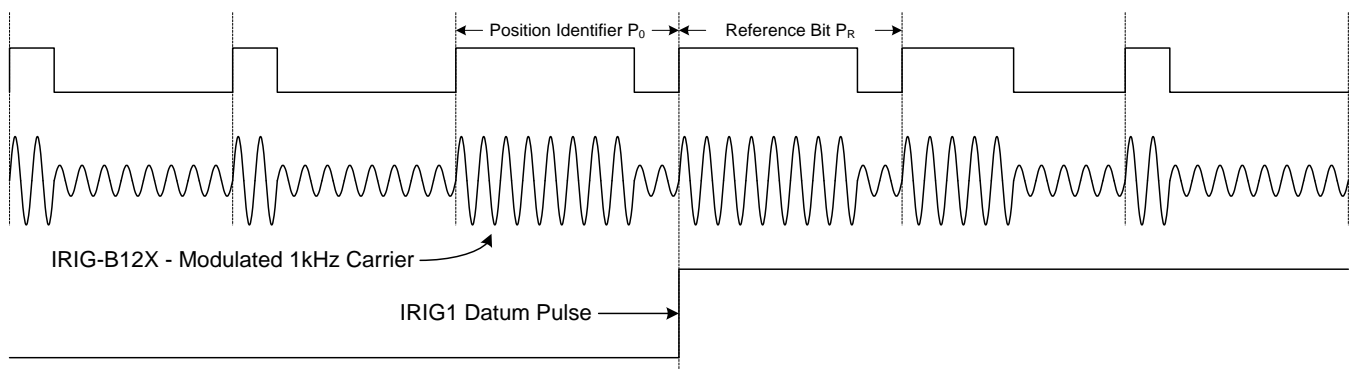 Position Identifier P₀
Reference Bit Pᵣ
IRIG-B12X - Modulated 1kHz Carrier
IRIG1 Datum Pulse